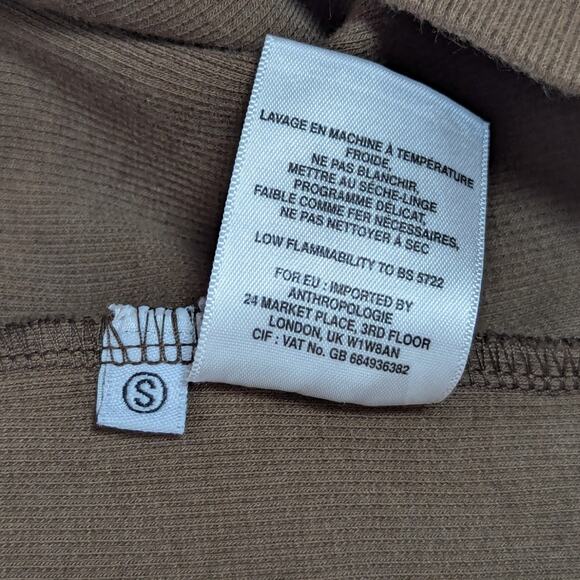 LAVAGE EN MACHINE À TEMPÉRATURE
FROIDE.
NE PAS BLANCHIR.
METTRE AU SÈCHE-LINGE
PROGRAMME DÉLICAT.
FAIBLE COMME FER NÉCESSAIRES.
NE PAS NETTOYER À SEC
LOW FLAMMABILITY TO BS 5722
FOR EU : IMPORTED BY
ANTHROPOLOGIE
24 MARKET PLACE, 3RD FLOOR
LONDON, UK W1W8AN
CIF : VAT No. GB 684936382
S